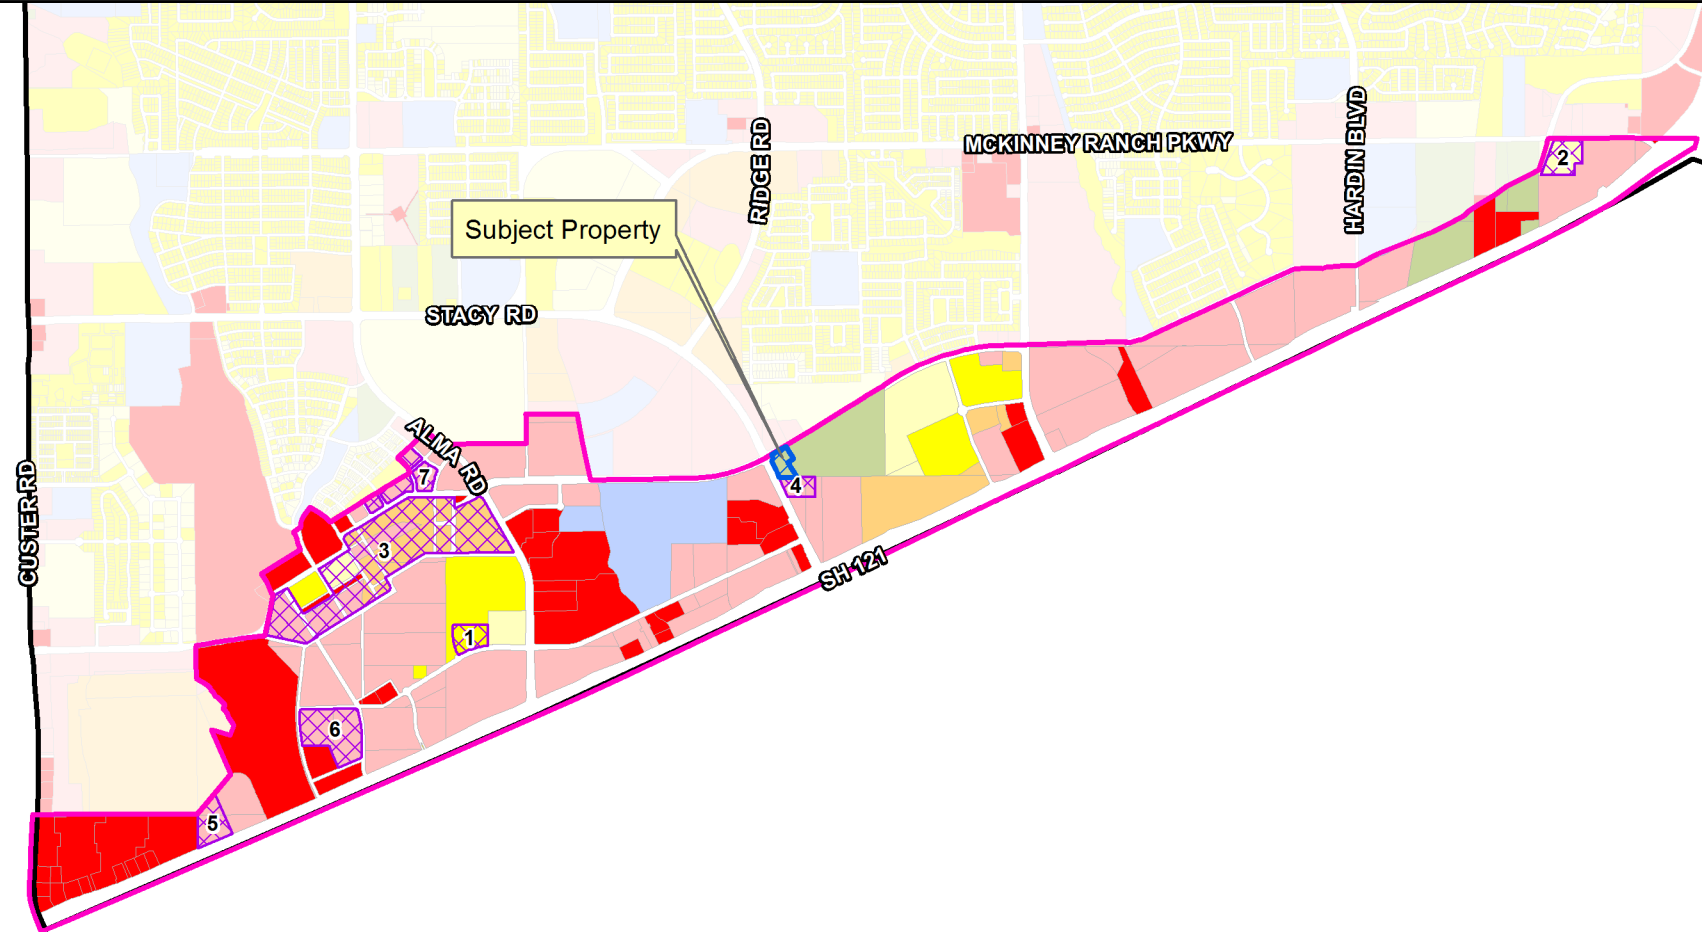 MCKINNEY RANCH PKWY
RIDGE RD
HARDIN BLVD
2
Subject Property
STACY RD
ALMA RD
CUSTER RD
7
4
3
SH 121
1
6
5